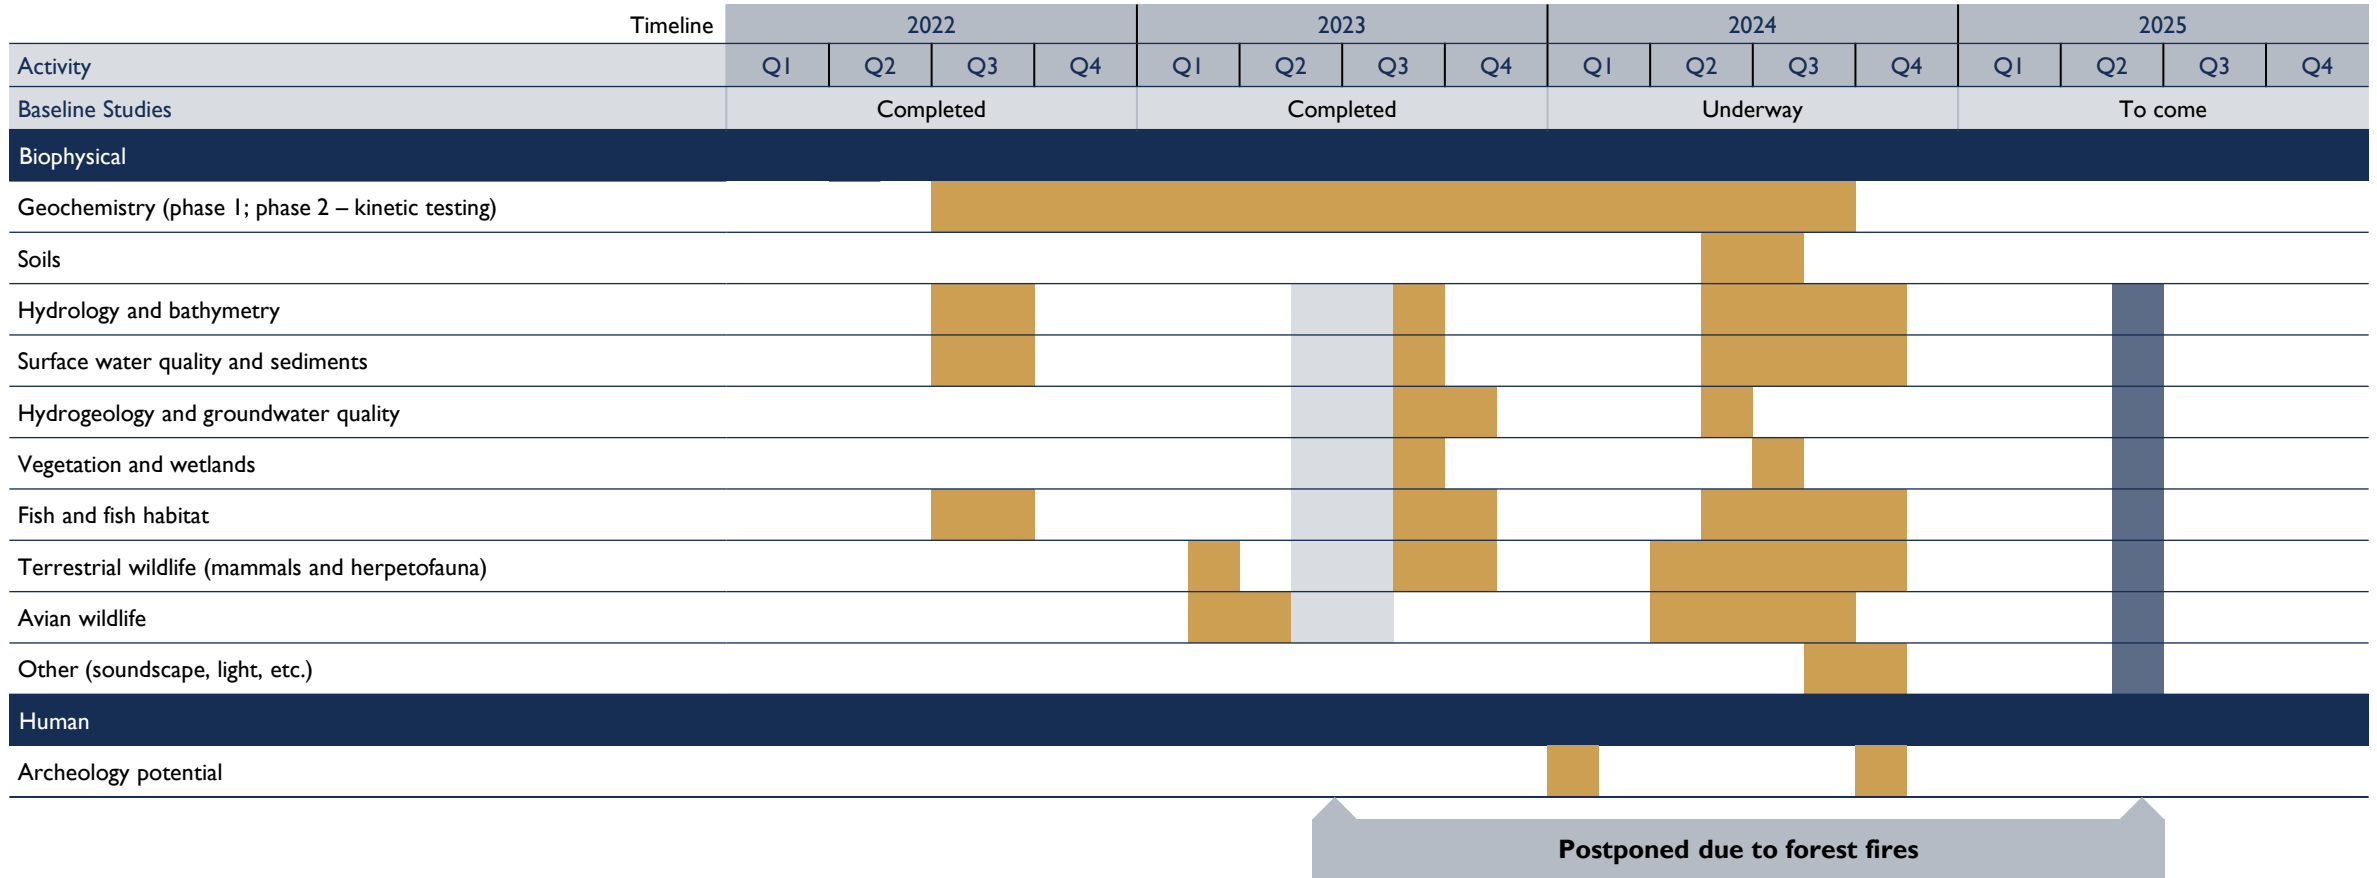 Timeline 2022 2023 2024 2025
Activity Q1 Q2 Q3 Q4 Q1 Q2 Q3 Q4 Q1 Q2 Q3 Q4 Q1 Q2 Q3 Q4
Baseline Studies Completed Completed Underway To come
Biophysical
Geochemistry (phase 1; phase 2 – kinetic testing)
Soils
Hydrology and bathymetry
Surface water quality and sediments
Hydrogeology and groundwater quality
Vegetation and wetlands
Fish and fish habitat
Terrestrial wildlife (mammals and herpetofauna)
Avian wildlife
Other (soundscape, light, etc.)
Human
Archeology potential
Postponed due to forest fires